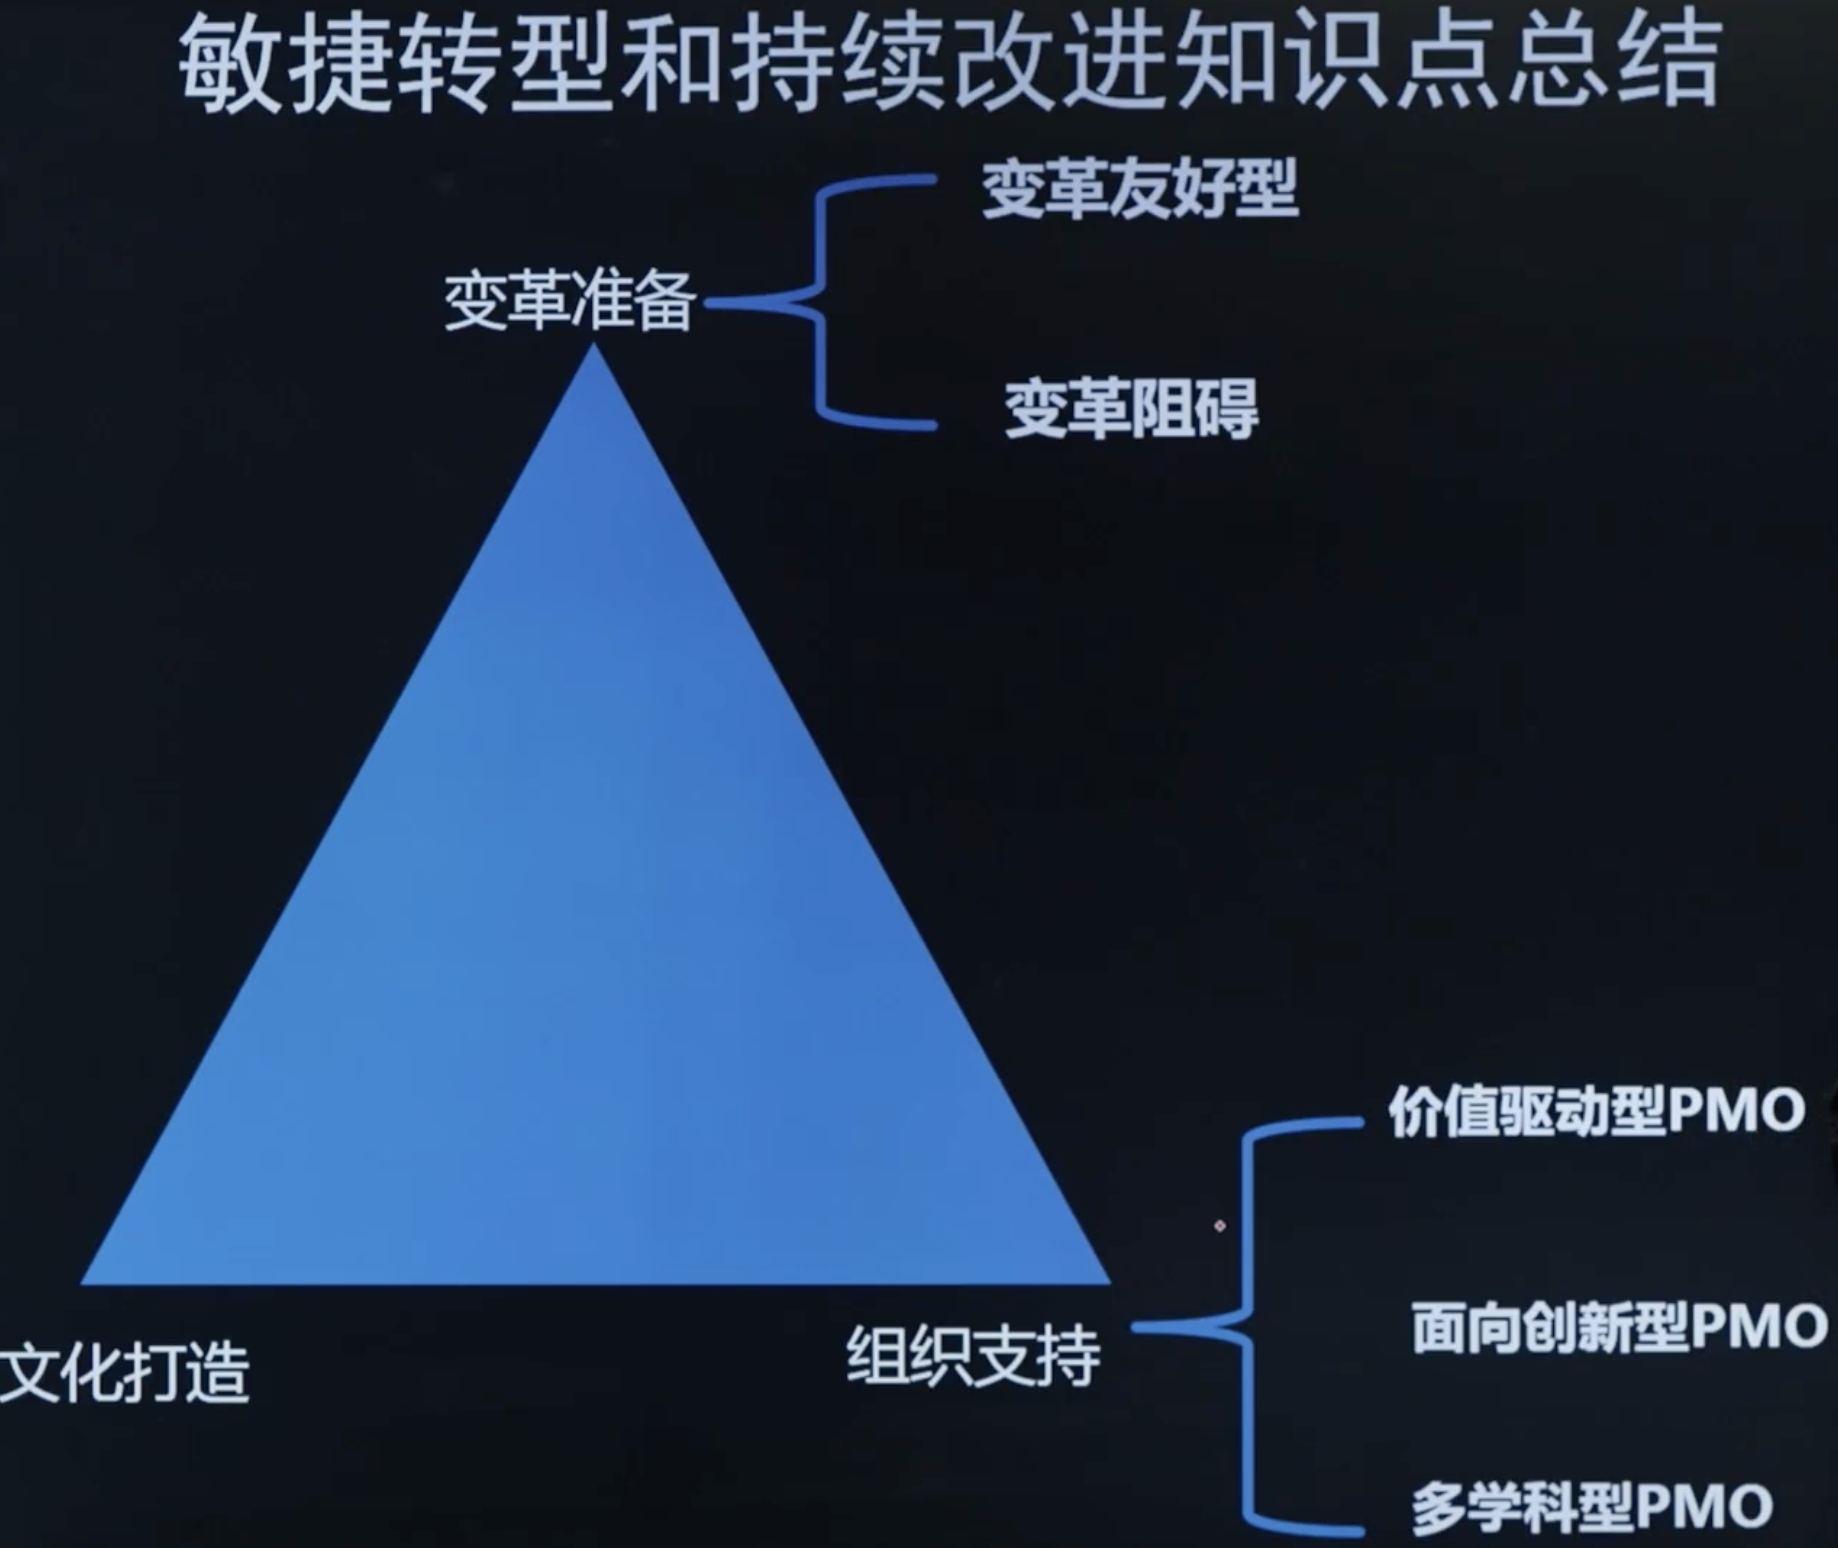 敏捷转型和持续改进知识点总结
变革友好型
变革准备
变革阻碍
价值驱动型PMO
面向创新型PMO
文化打造
组织支持
多学科型PMO